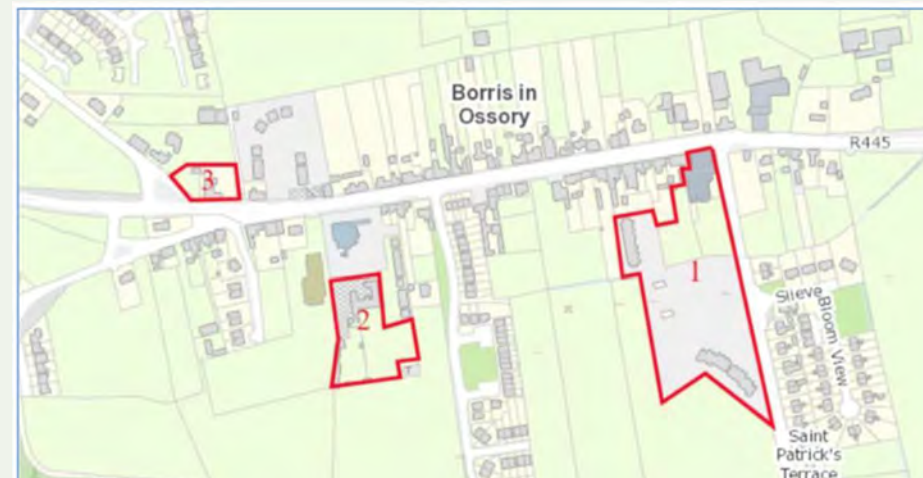 Borris in
Ossory
R445
3
1
2
Slieve
Bloom View
Saint
Patrick's
Terrace